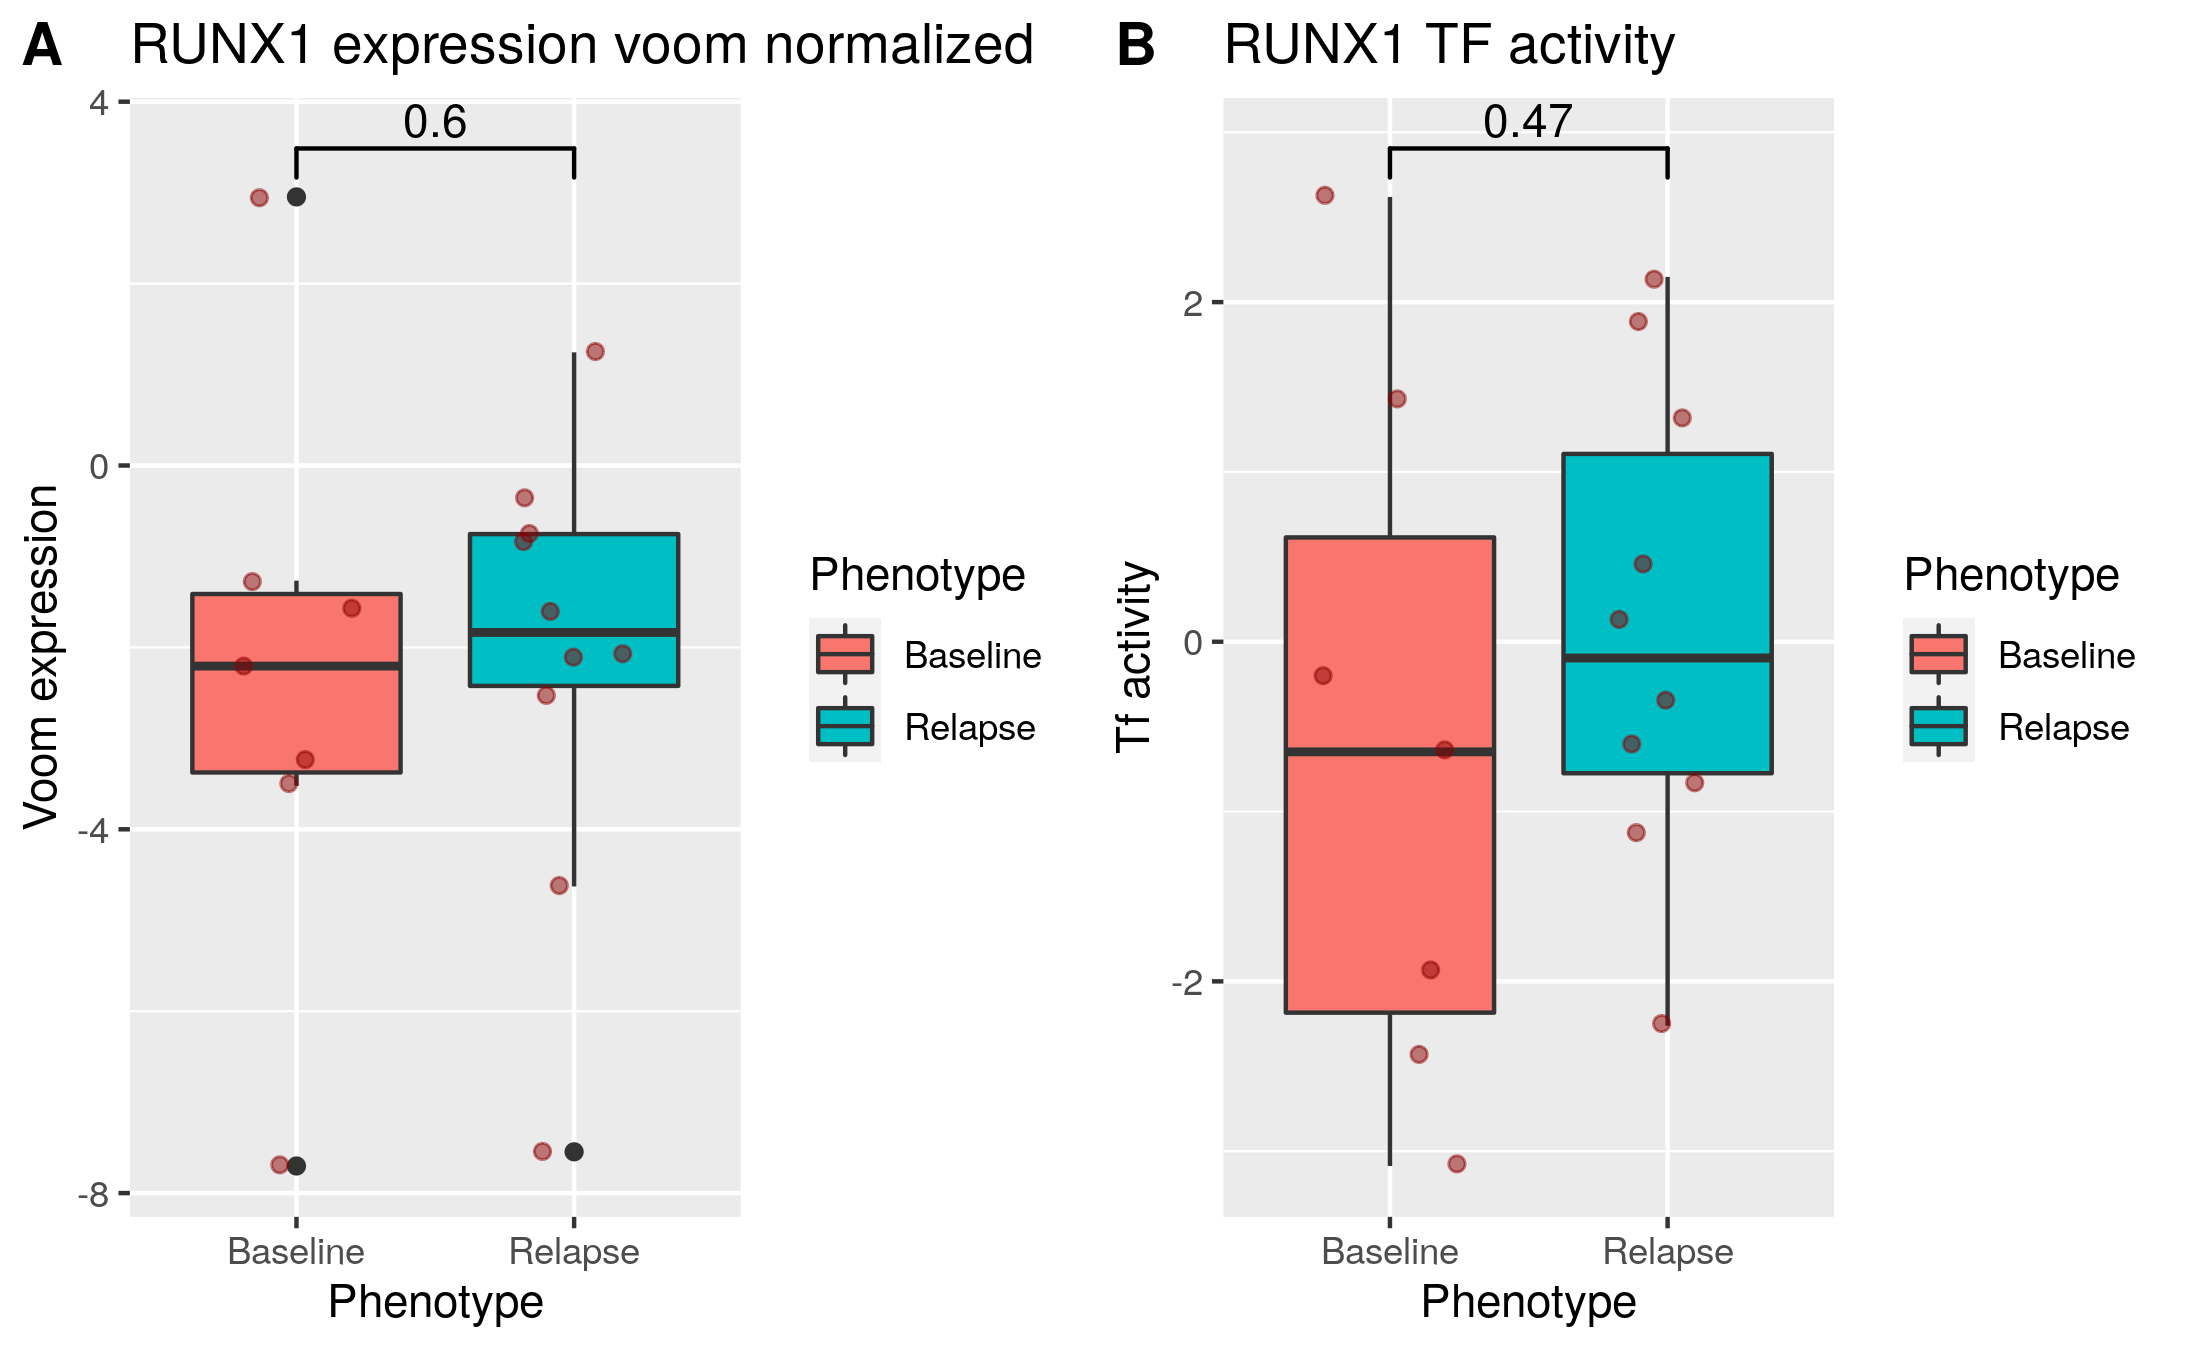 A RUNX1 expression voom normalized
4
0
-4
-8
Voom expression
0.6
Baseline
Relapse
Phenotype
Phenotype
Baseline
Relapse
B RUNX1 TF activity
2
0
-2
Tf activity
0.47
Baseline
Relapse
Phenotype
Phenotype
Baseline
Relapse